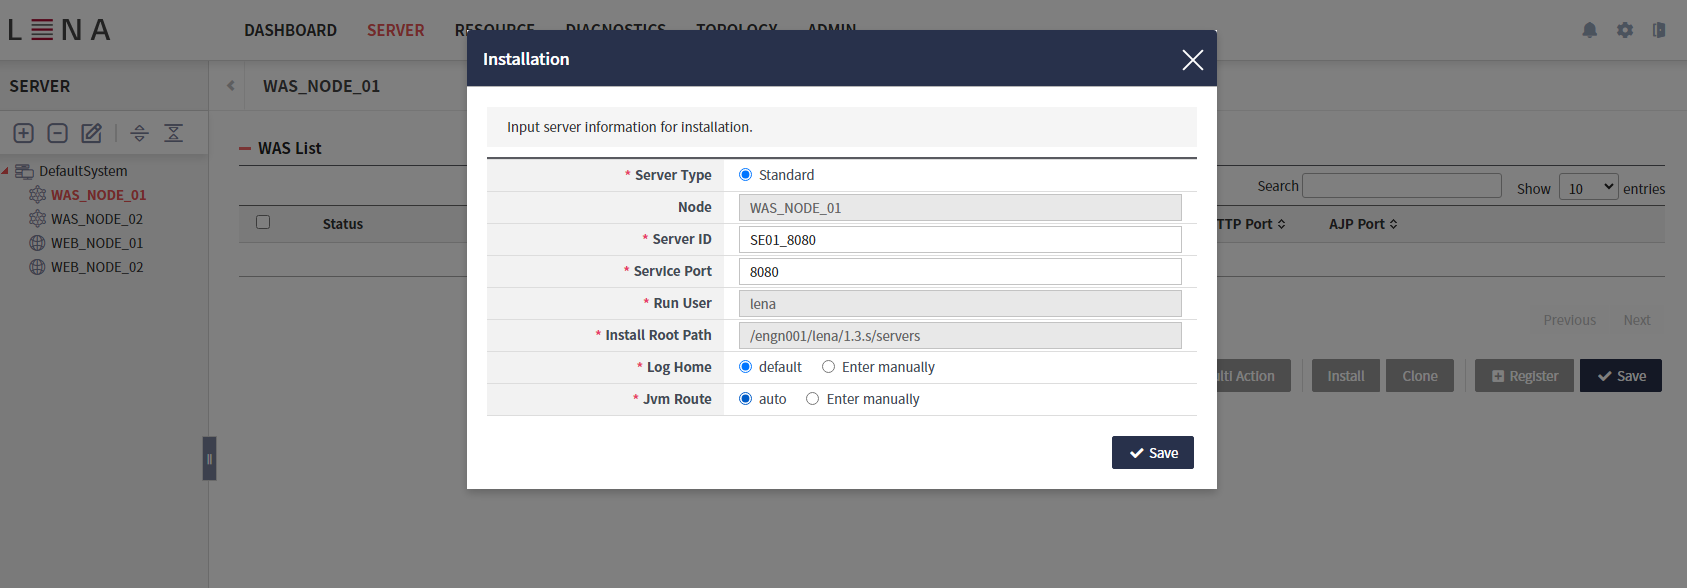 LENA
DASHBOARD SERVER RESOURCE DIAGNOSTICS TOPOLOGY ADMIN
SERVER
WAS_NODE_01
DefaultSystem
WAS_NODE_01
WAS_NODE_02
WEB_NODE_01
WEB_NODE_02
WAS List
Search
Show 10 entries
Status
TTP Port
AJP Port
Previous Next
ulti Action
Install
Clone
Register
Save
Installation
Input server information for installation.
* Server Type Standard
Node WAS_NODE_01
* Server ID SE01_8080
* Service Port 8080
* Run User lena
* Install Root Path /engn001/lena/1.3.s/servers
* Log Home default Enter manually
* Jvm Route auto Enter manually
Save